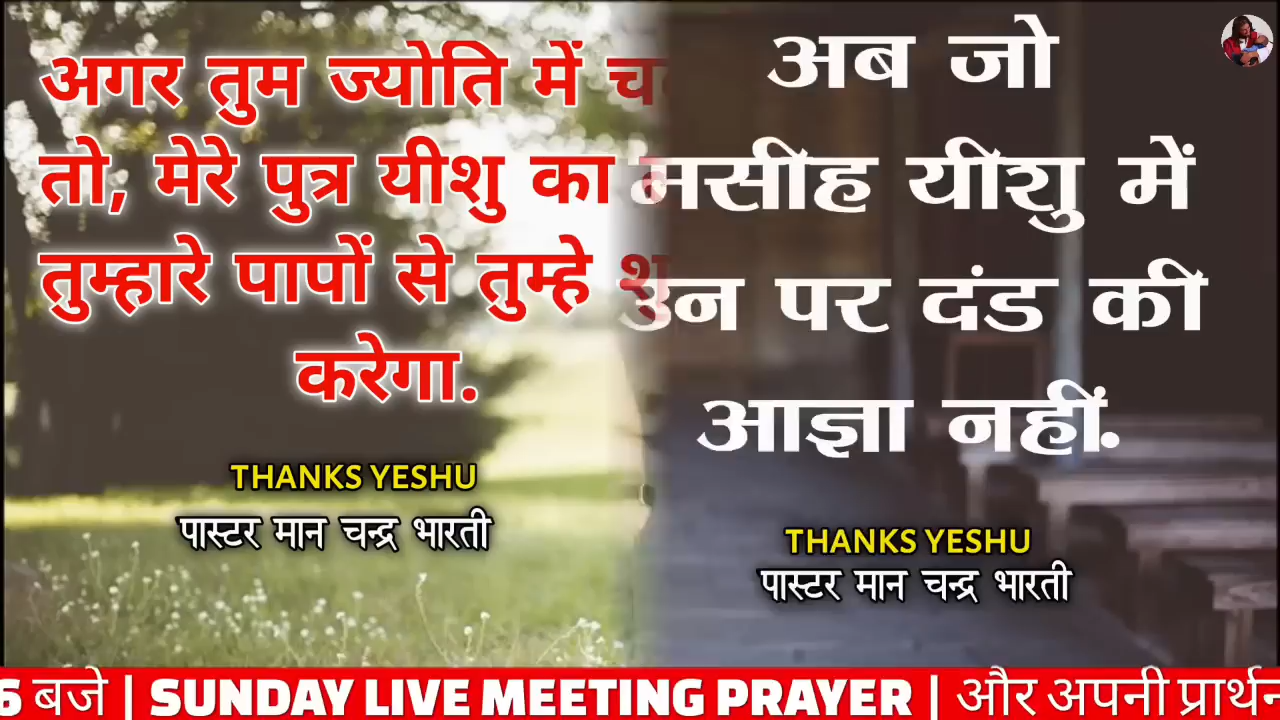 अगर तुम ज्योति में
तो, मेरे पुत्र यीशु का
तुम्हारे पापों से तुम्हे
करेगा.
THANKS YESHU
पास्टर मान चन्द्र भारती
अब जो
मसीह यीशु में
उन पर दंड की
आज्ञा नहीं.
THANKS YESHU
पास्टर मान चन्द्र भारती
6 बजे | SUNDAY LIVE MEETING PRAYER | और अपनी